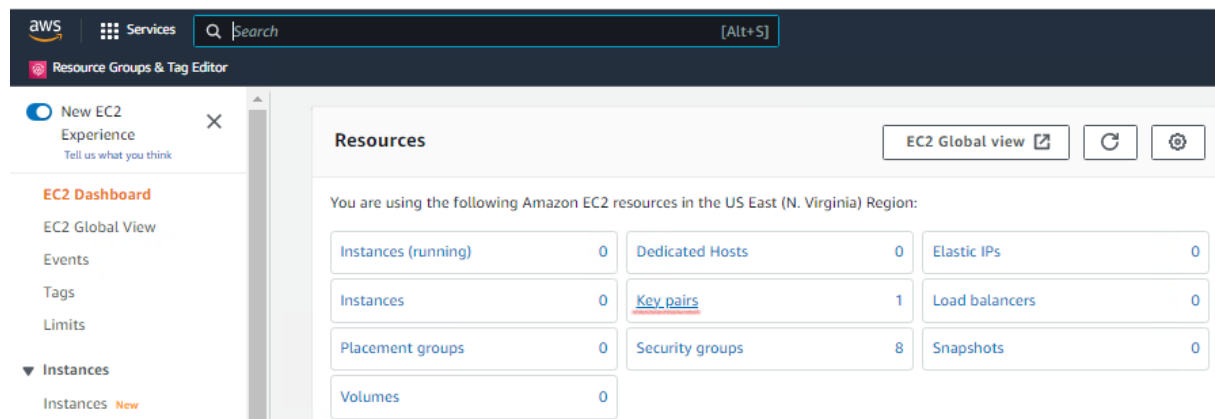 aws
Services
Search [Alt+S]
Resource Groups & Tag Editor
New EC2
Experience
Tell us what you think
EC2 Dashboard
EC2 Global View
Events
Tags
Limits
Instances
Instances New
Resources
EC2 Global view
You are using the following Amazon EC2 resources in the US East (N. Virginia) Region:
Instances (running) 0 Dedicated Hosts 0 Elastic IPs 0
Instances 0 Key pairs 1 Load balancers 0
Placement groups 0 Security groups 8 Snapshots 0
Volumes 0